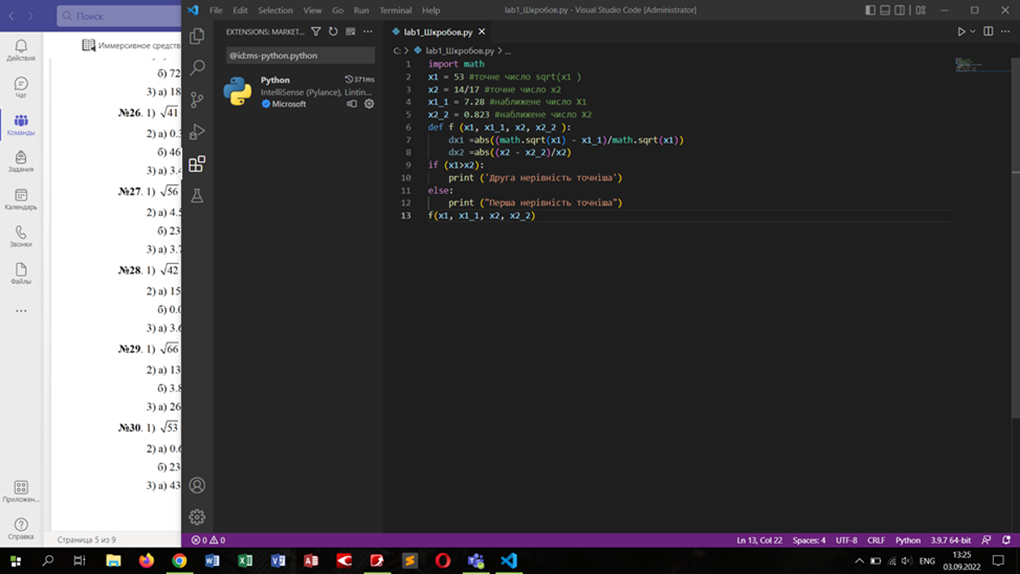 Поиск
File Edit Selection View Go Run Terminal Help
lab1_Шкробов.py - Visual Studio Code [Administrator]
Действия
Чат
Команды
Задания
Календарь
Звонки
Файлы
Приложен...
Справка
Иммерсивное средств
б) 72
3) а) 18
№26. 1) √41
2) а) 0.3
б) 46
3) а) 3.4
№27. 1) √56
2) а) 4.5
б) 23
3) а) 3.7
№28. 1) √42
2) а) 15
б) 0.0
3) а) 3.6
№29. 1) √66
2) а) 13
б) 3.8
3) а) 26
№30. 1) √53
2) а) 0.6
б) 23
3) а) 43
Страница 5 из 9
EXTENSIONS: MARKET...
@id:ms-python.python
Python 371ms
IntelliSense (Pylance), Lintin...
Microsoft
lab1_Шкробов.py
C: > lab1_Шкробов.py > ...
1 import math
2 x1 = 53 #точне число sqrt(x1 )
3 x2 = 14/17 #точне число x2
4 x1_1 = 7.28 #наближене число X1
5 x2_2 = 0.823 #наближене число X2
6 def f (x1, x1_1, x2, x2_2 ):
7 dx1 =abs((math.sqrt(x1) - x1_1)/math.sqrt(x1))
8 dx2 =abs((x2 - x2_2)/x2)
9 if (x1>x2):
10 print ('Друга нерівність точніша')
11 else:
12 print ("Перша нерівність точніша")
13 f(x1, x1_1, x2, x2_2)
0 0
Ln 13, Col 22 Spaces: 4 UTF-8 CRLF Python 3.9.7 64-bit
ENG
13:25
03.09.2022